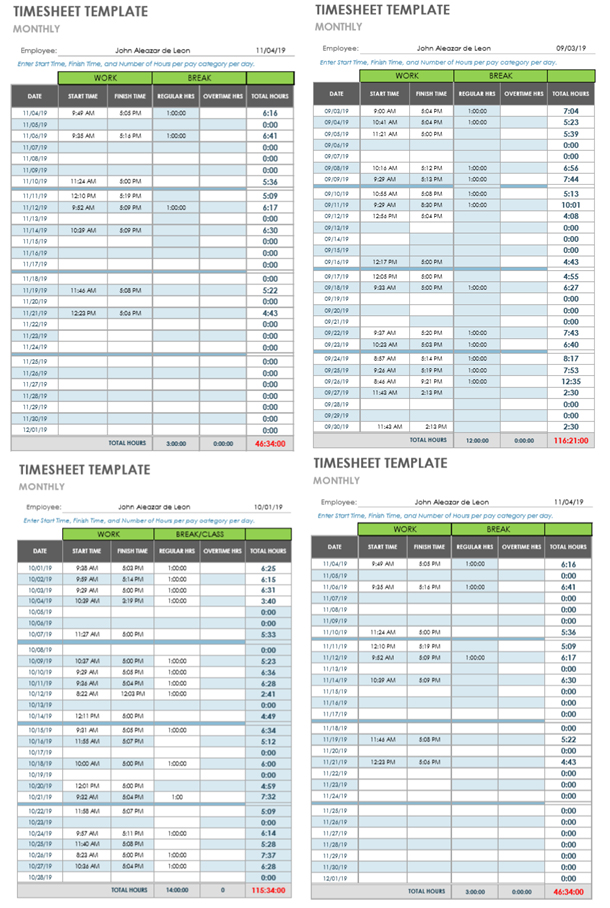 TIMESHEET TEMPLATE
MONTHLY
Employee: John Aleazar de Leon 11/04/19
Enter Start Time, Finish Time, and Number of Hours per pay category per day.
WORK BREAK
DATE START TIME FINISH TIME REGULAR HRS OVERTIME HRS TOTAL HOURS
11/04/19 9:49 AM 5:05 PM 1:00:00 6:16
11/05/19 0:00
11/06/19 9:35 AM 5:16 PM 1:00:00 6:41
11/07/19 0:00
11/08/19 0:00
11/09/19 0:00
11/10/19 11:24 AM 5:00 PM 5:36
11/11/19 12:10 PM 5:19 PM 5:09
11/12/19 9:52 AM 5:09 PM 1:00:00 6:17
11/13/19 0:00
11/14/19 10:39 AM 5:09 PM 6:30
11/15/19 0:00
11/16/19 0:00
11/17/19 0:00
11/18/19 0:00
11/19/19 11:46 AM 5:08 PM 5:22
11/20/19 0:00
11/21/19 12:23 PM 5:06 PM 4:43
11/22/19 0:00
11/23/19 0:00
11/24/19 0:00
11/25/19 0:00
11/26/19 0:00
11/27/19 0:00
11/28/19 0:00
11/29/19 0:00
11/30/19 0:00
12/01/19 0:00
TOTAL HOURS 3:00:00 0:00:00 46:34:00
TIMESHEET TEMPLATE
MONTHLY
Employee: John Aleazar de Leon 09/03/19
Enter Start Time, Finish Time, and Number of Hours per pay category per day.
WORK BREAK
DATE START TIME FINISH TIME REGULAR HRS OVERTIME HRS TOTAL HOURS
09/03/19 9:00 AM 5:04 PM 1:00:00 7:04
09/04/19 10:41 AM 5:04 PM 1:00:00 5:23
09/05/19 11:21 AM 5:00 PM 5:39
09/06/19 0:00
09/07/19 0:00
09/08/19 10:16 AM 5:12 PM 1:00:00 6:56
09/09/19 9:29 AM 5:13 PM 1:00:00 7:44
09/10/19 10:55 AM 5:08 PM 1:00:00 5:13
09/11/19 9:29 AM 8:30 PM 1:00:00 10:01
09/12/19 12:56 PM 5:04 PM 4:08
09/13/19 0:00
09/14/19 0:00
09/15/19 0:00
09/16/19 12:17 PM 5:00 PM 4:43
09/17/19 12:05 PM 5:00 PM 4:55
09/18/19 9:33 AM 5:00 PM 1:00:00 6:27
09/19/19 0:00
09/20/19 0:00
09/21/19 0:00
09/22/19 9:37 AM 5:20 PM 1:00:00 7:43
09/23/19 10:23 AM 5:03 PM 1:00:00 6:40
09/24/19 8:57 AM 5:14 PM 1:00:00 8:17
09/25/19 9:26 AM 5:19 PM 1:00:00 7:53
09/26/19 8:46 AM 9:21 PM 1:00:00 12:35
09/27/19 11:43 AM 2:13 PM 2:30
09/28/19 0:00
09/29/19 0:00
09/30/19 11:43 AM 2:13 PM 2:30
TOTAL HOURS 12:00:00 0:00:00 116:21:00
TIMESHEET TEMPLATE
MONTHLY
Employee: John Aleazar de Leon 10/01/19
Enter Start Time, Finish Time, and Number of Hours per pay category per day.
WORK BREAK/CLASS
DATE START TIME FINISH TIME REGULAR HRS OVERTIME HRS TOTAL HOURS
10/01/19 9:38 AM 5:03 PM 1:00:00 6:25
10/02/19 9:59 AM 5:14 PM 1:00:00 6:15
10/03/19 9:29 AM 5:00 PM 1:00:00 6:31
10/04/19 10:39 AM 3:19 PM 1:00:00 3:40
10/05/19 0:00
10/06/19 0:00
10/07/19 11:27 AM 5:00 PM 5:33
10/08/19 0:00
10/09/19 10:37 AM 5:00 PM 1:00:00 5:23
10/10/19 9:29 AM 5:05 PM 1:00:00 6:36
10/11/19 9:36 AM 5:04 PM 1:00:00 6:28
10/12/19 8:22 AM 12:03 PM 1:00:00 2:41
10/13/19 0:00
10/14/19 12:11 PM 5:00 PM 4:49
10/15/19 9:31 AM 5:05 PM 1:00:00 6:34
10/16/19 11:55 AM 5:07 PM 5:12
10/17/19 0:00
10/18/19 10:00 AM 5:00 PM 1:00:00 6:00
10/19/19 0:00
10/20/19 12:01 PM 5:00 PM 4:59
10/21/19 9:32 AM 5:04 PM 1:00 7:32
10/22/19 11:58 AM 5:07 PM 5:09
10/23/19 0:00
10/24/19 9:57 AM 5:11 PM 1:00:00 6:14
10/25/19 11:40 AM 5:08 PM 5:28
10/26/19 8:23 AM 5:00 PM 1:00:00 7:37
10/27/19 10:36 AM 5:04 PM 1:00:00 6:28
10/28/19 0:00
TOTAL HOURS 14:00:00 0 115:34:00
TIMESHEET TEMPLATE
MONTHLY
Employee: John Aleazar de Leon 11/04/19
Enter Start Time, Finish Time, and Number of Hours per pay category per day.
WORK BREAK
DATE START TIME FINISH TIME REGULAR HRS OVERTIME HRS TOTAL HOURS
11/04/19 9:49 AM 5:05 PM 1:00:00 6:16
11/05/19 0:00
11/06/19 9:35 AM 5:16 PM 1:00:00 6:41
11/07/19 0:00
11/08/19 0:00
11/09/19 0:00
11/10/19 11:24 AM 5:00 PM 5:36
11/11/19 12:10 PM 5:19 PM 5:09
11/12/19 9:52 AM 5:09 PM 1:00:00 6:17
11/13/19 0:00
11/14/19 10:39 AM 5:09 PM 6:30
11/15/19 0:00
11/16/19 0:00
11/17/19 0:00
11/18/19 0:00
11/19/19 11:46 AM 5:08 PM 5:22
11/20/19 0:00
11/21/19 12:23 PM 5:06 PM 4:43
11/22/19 0:00
11/23/19 0:00
11/24/19 0:00
11/25/19 0:00
11/26/19 0:00
11/27/19 0:00
11/28/19 0:00
11/29/19 0:00
11/30/19 0:00
12/01/19 0:00
TOTAL HOURS 3:00:00 0:00:00 46:34:00